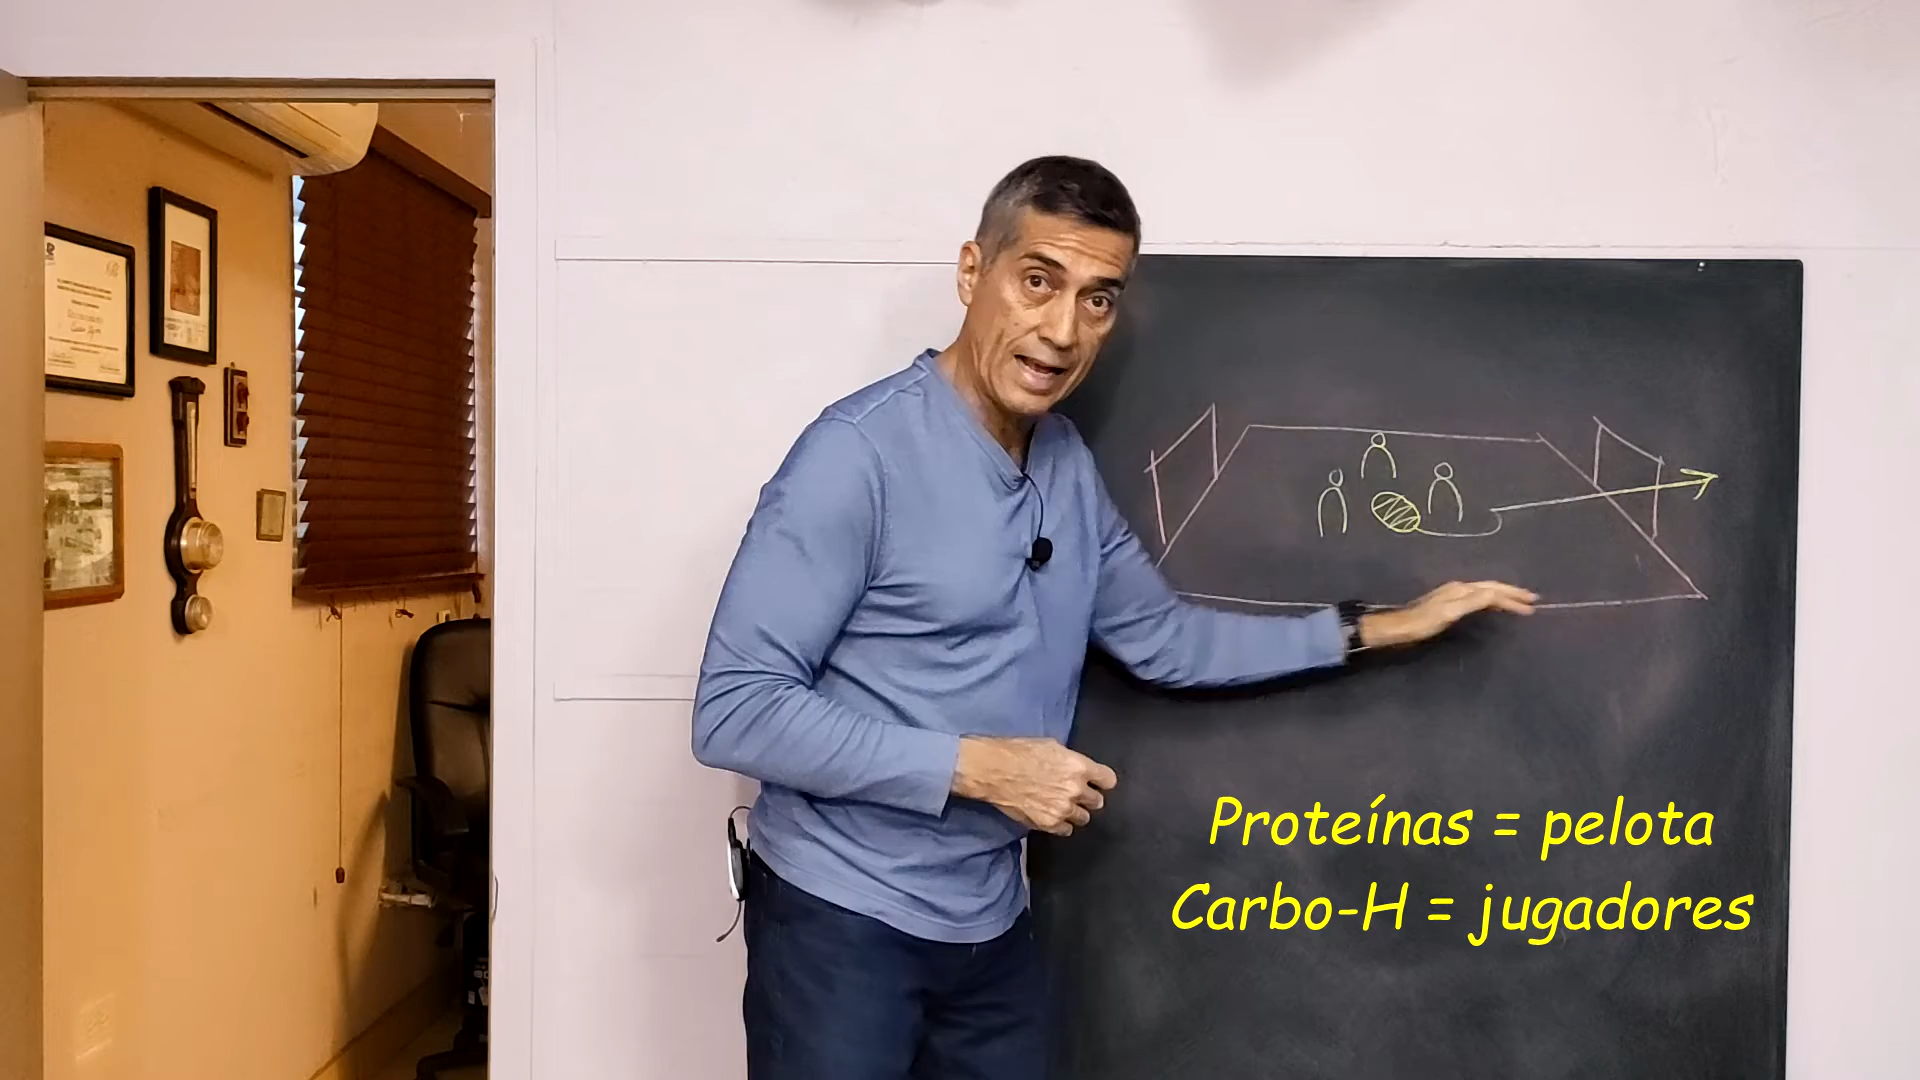 Proteínas = pelota
Carbo-H = jugadores